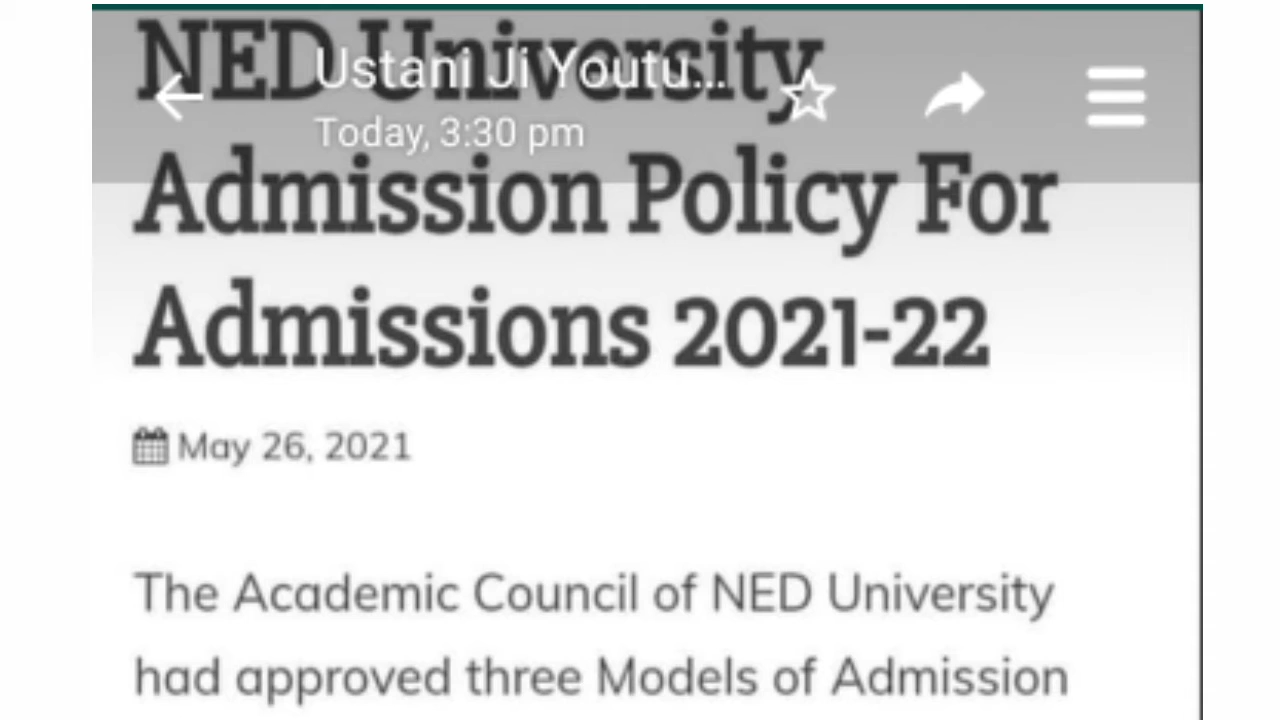 NED University
Ustani Ji Youtu...
Today, 3:30 pm
Admission Policy For
Admissions 2021-22
May 26, 2021
The Academic Council of NED University
had approved three Models of Admission